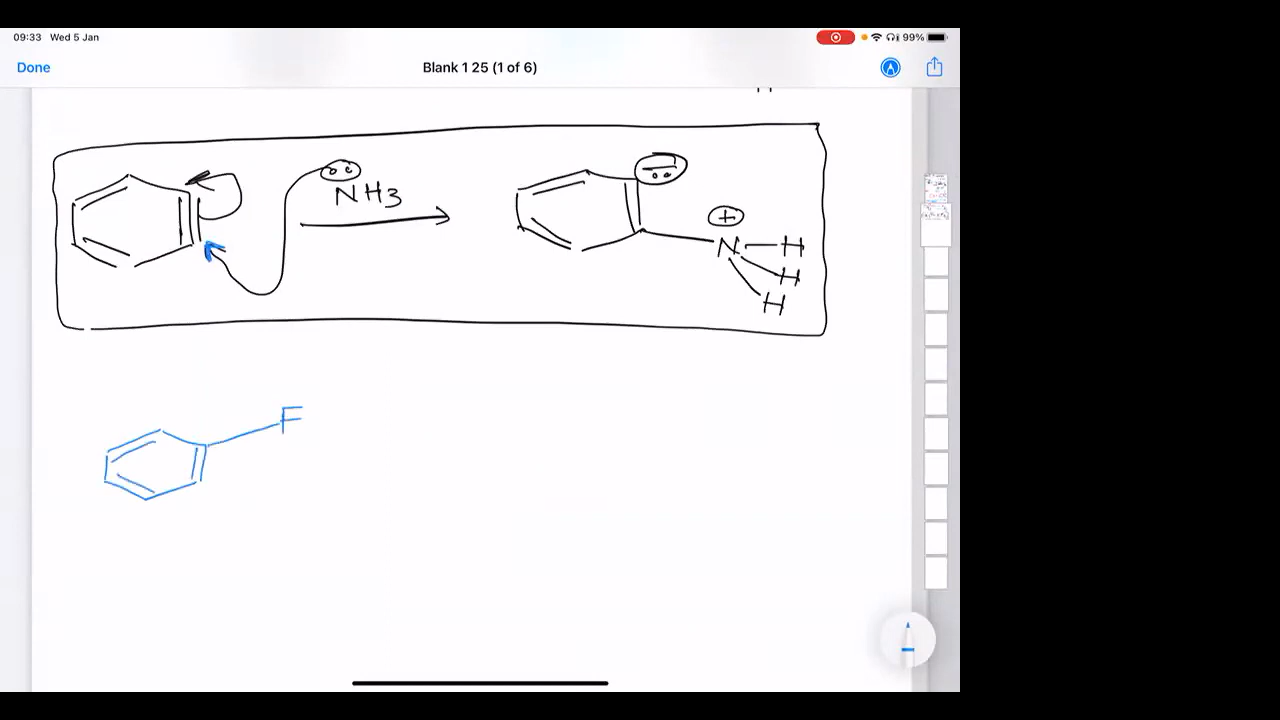 09:33 Wed 5 Jan
99%
Done
Blank 1 25 (1 of 6)
H
NH3
+
N H
H
H
F